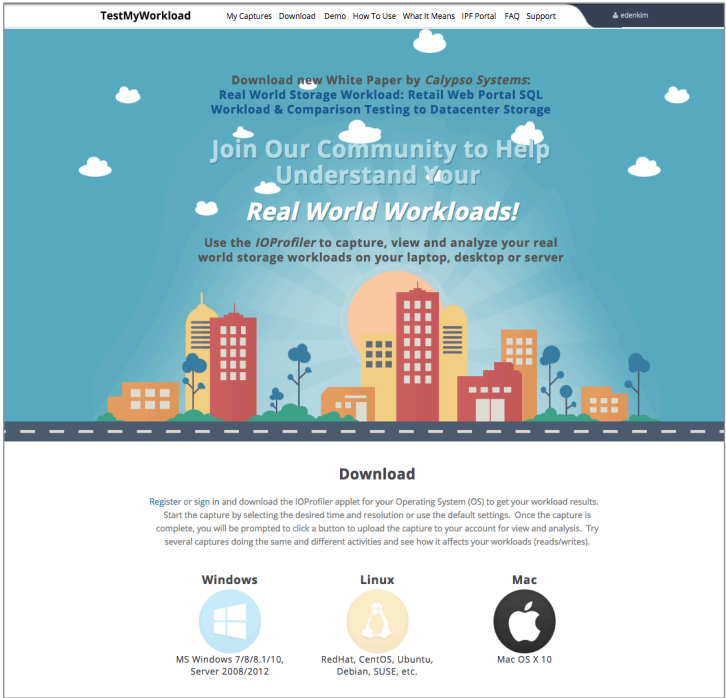 TestMyWorkload
My Captures Download Demo How To Use What It Means IPF Portal FAQ Support
edenkim
Download new White Paper by Calypso Systems:
Real World Storage Workload: Retail Web Portal SQL
Workload & Comparison Testing to Datacenter Storage
Join Our Community to Help
Understand Your
Real World Workloads!
Use the IOProfiler to capture, view and analyze your real
world storage workloads on your laptop, desktop or server
Download
Register or sign in and download the IOProfiler applet for your Operating System (OS) to get your workload results.
Start the capture by selecting the desired time and resolution or use the default settings. Once the capture is
complete, you will be prompted to click a button to upload the capture to your account for view and analysis. Try
several captures doing the same and different activities and see how it affects your workloads (reads/writes).
Windows
MS Windows 7/8/8.1/10,
Server 2008/2012
Linux
RedHat, CentOS, Ubuntu,
Debian, SUSE, etc.
Mac
Mac OS X 10